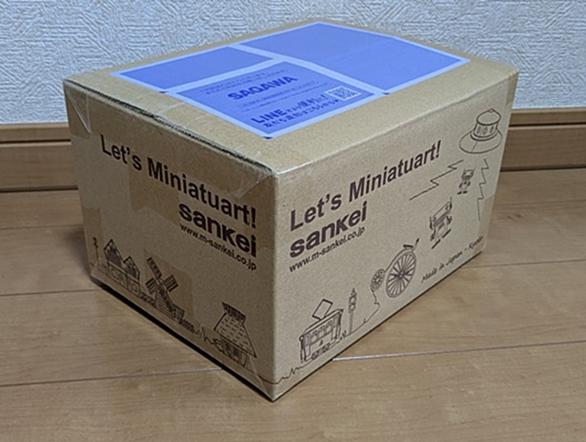 SAGAWA
LINE
Let's Miniatuart!
sankei
www.m-sankei.co.jp
Let's Miniatuart!
sankei
www.m-sankei.co.jp
Made in Japan - Kyoto